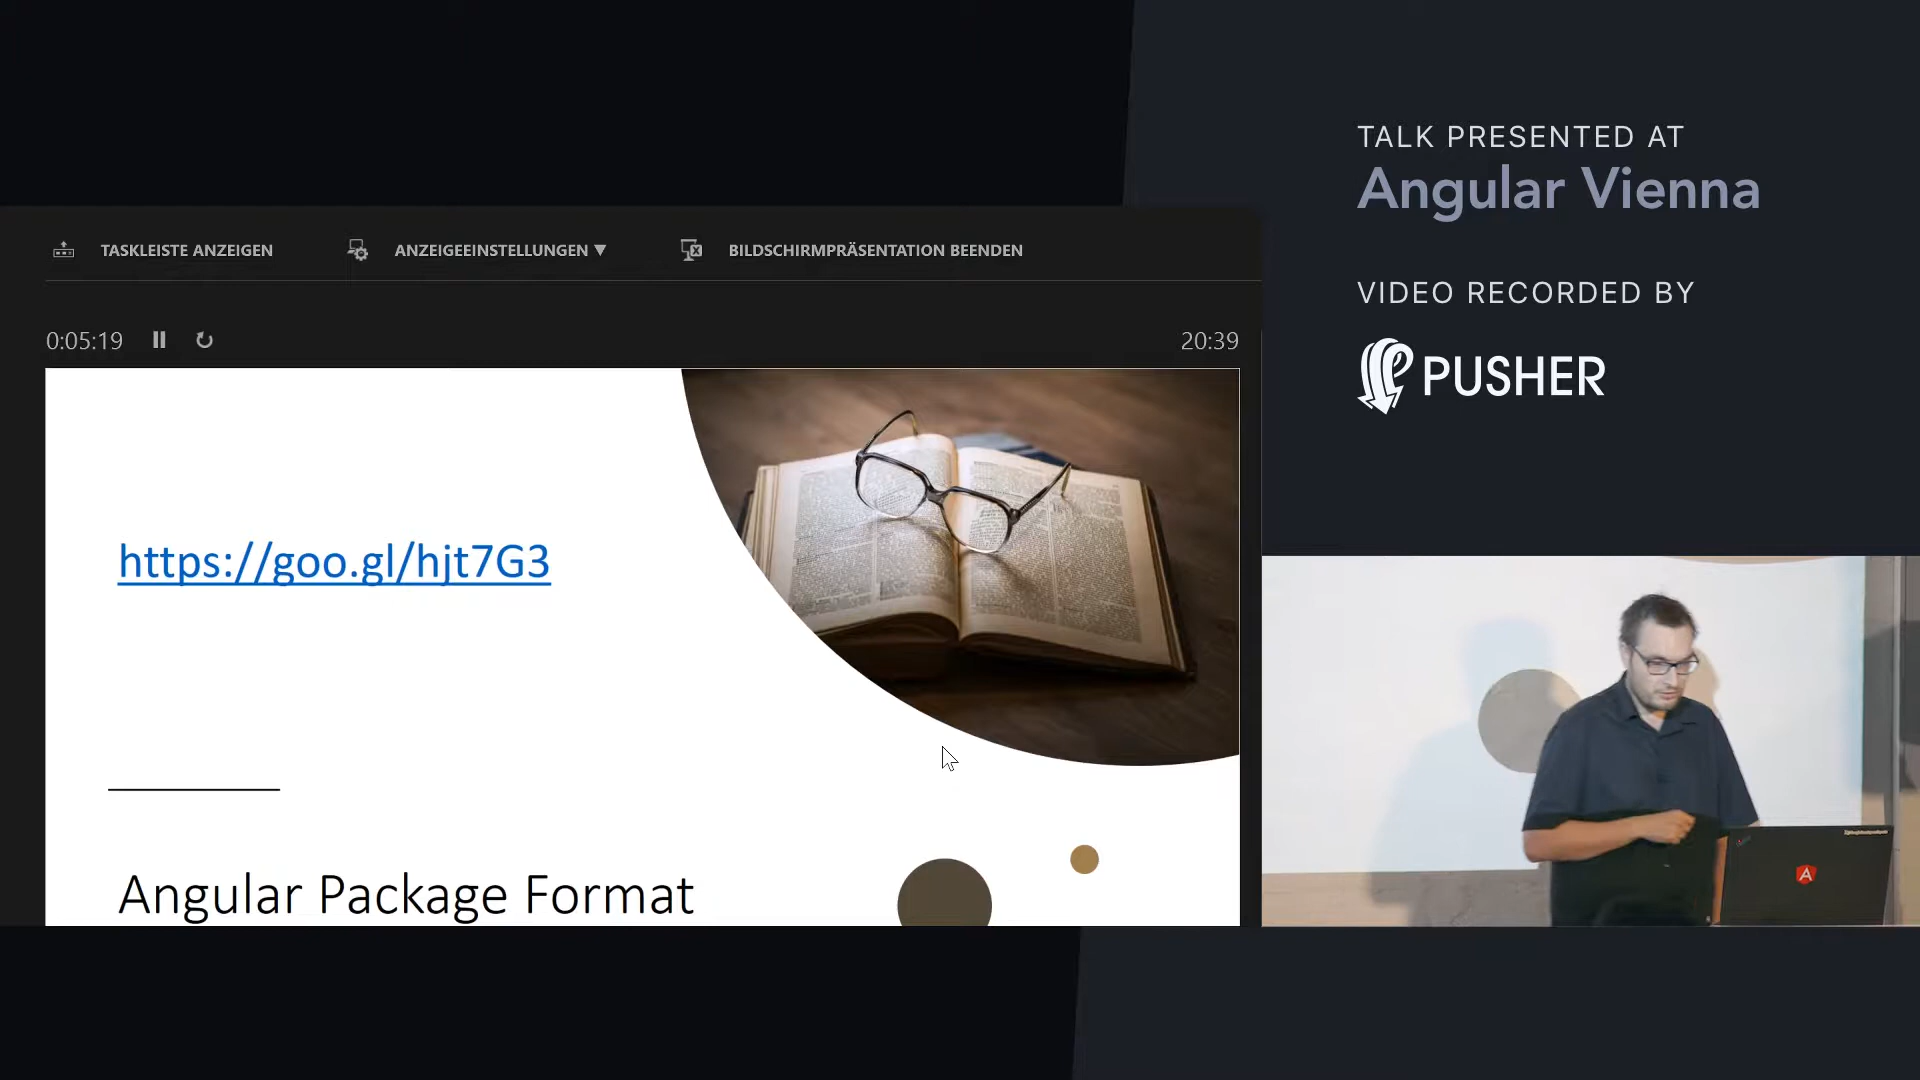 TALK PRESENTED AT
Angular Vienna
VIDEO RECORDED BY
PUSHER
TASKLEISTE ANZEIGEN
ANZEIGEEINSTELLUNGEN ▼
BILDSCHIRMPRÄSENTATION BEENDEN
0:05:19
20:39
https://goo.gl/hjt7G3
Angular Package Format